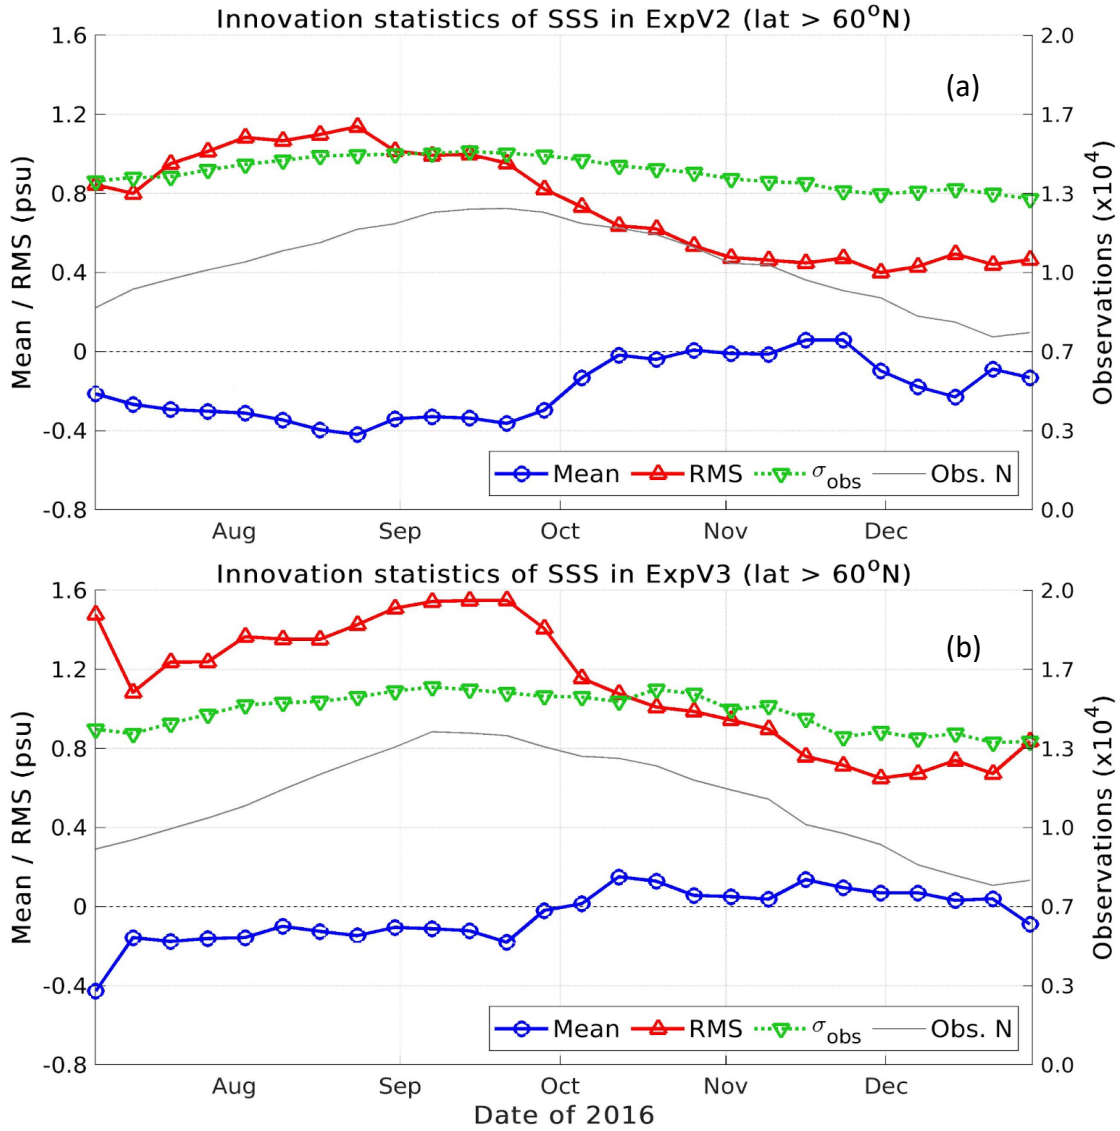 Innovation statistics of SSS in ExpV2 (lat > 60°N)
(a)
Mean / RMS (psu)
1.6
1.2
0.8
0.4
0
-0.4
-0.8
2.0
1.7
1.3
1.0
0.7
0.3
0.0
Observations (x10⁴)
Mean RMS σobs Obs. N
Aug Sep Oct Nov Dec
Innovation statistics of SSS in ExpV3 (lat > 60°N)
(b)
Mean / RMS (psu)
1.6
1.2
0.8
0.4
0
-0.4
-0.8
2.0
1.7
1.3
1.0
0.7
0.3
0.0
Observations (x10⁴)
Mean RMS σobs Obs. N
Aug Sep Oct Nov Dec
Date of 2016